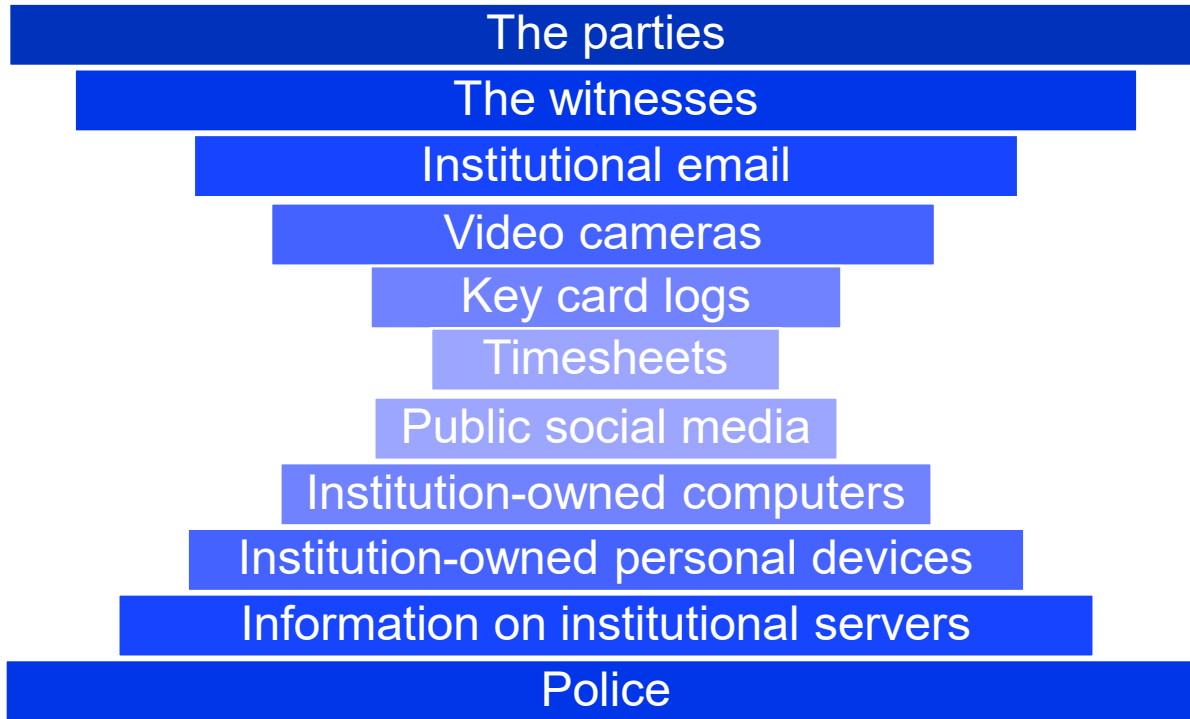 The parties
The witnesses
Institutional email
Video cameras
Key card logs
Timesheets
Public social media
Institution-owned computers
Institution-owned personal devices
Information on institutional servers
Police